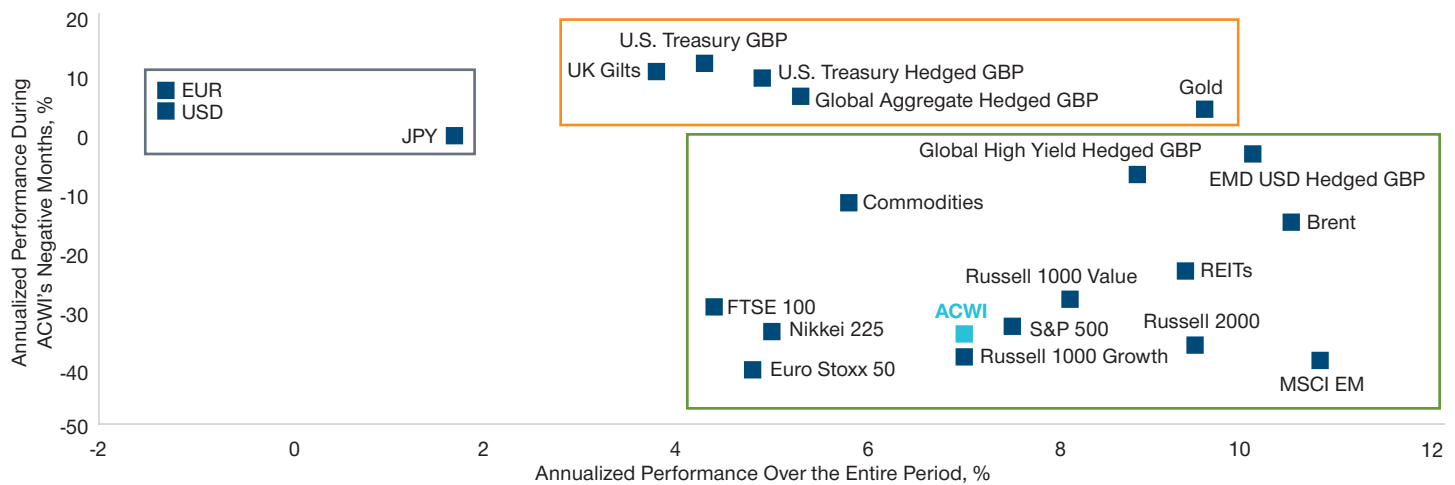 Annualized Performance During
ACWI's Negative Months, %
20
10
0
-10
-20
-30
-40
-50
EUR
USD
JPY
U.S. Treasury GBP
UK Gilts
U.S. Treasury Hedged GBP
Global Aggregate Hedged GBP
Gold
Global High Yield Hedged GBP
EMD USD Hedged GBP
Commodities
Brent
REITs
Russell 1000 Value
FTSE 100
ACWI
Nikkei 225
S&P 500
Russell 2000
Russell 1000 Growth
Euro Stoxx 50
MSCI EM
-2
0
2
4
6
8
10
12
Annualized Performance Over the Entire Period, %